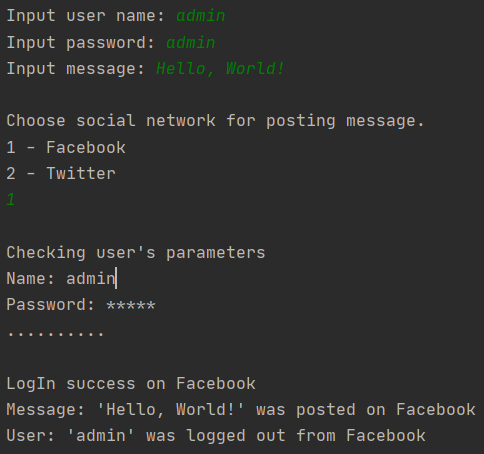 Input user name: admin
Input password: admin
Input message: Hello, World!
Choose social network for posting message.
1 - Facebook
2 - Twitter
1
Checking user's parameters
Name: admin
Password: *****
..........
LogIn success on Facebook
Message: 'Hello, World!' was posted on Facebook
User: 'admin' was logged out from Facebook